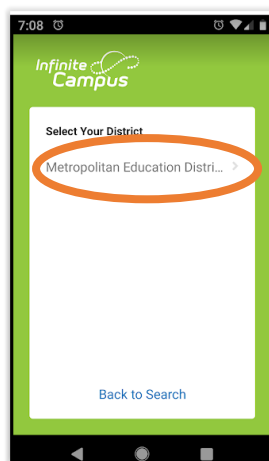 7:08
Infinite
Campus
Select Your District
Metropolitan Education Distri...
Back to Search